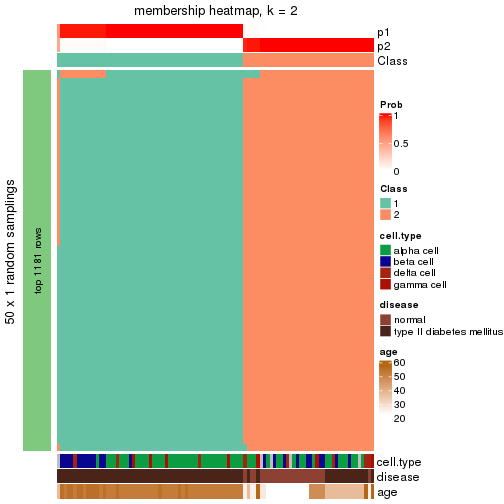 membership heatmap, k = 2
p1
p2
Class
50 x 1 random samplings
top 1181 rows
Prob
1
0.5
0
Class
1
2
cell.type
alpha cell
beta cell
delta cell
gamma cell
disease
normal
type II diabetes mellitus
age
60
50
40
30
20
cell.type
disease
age